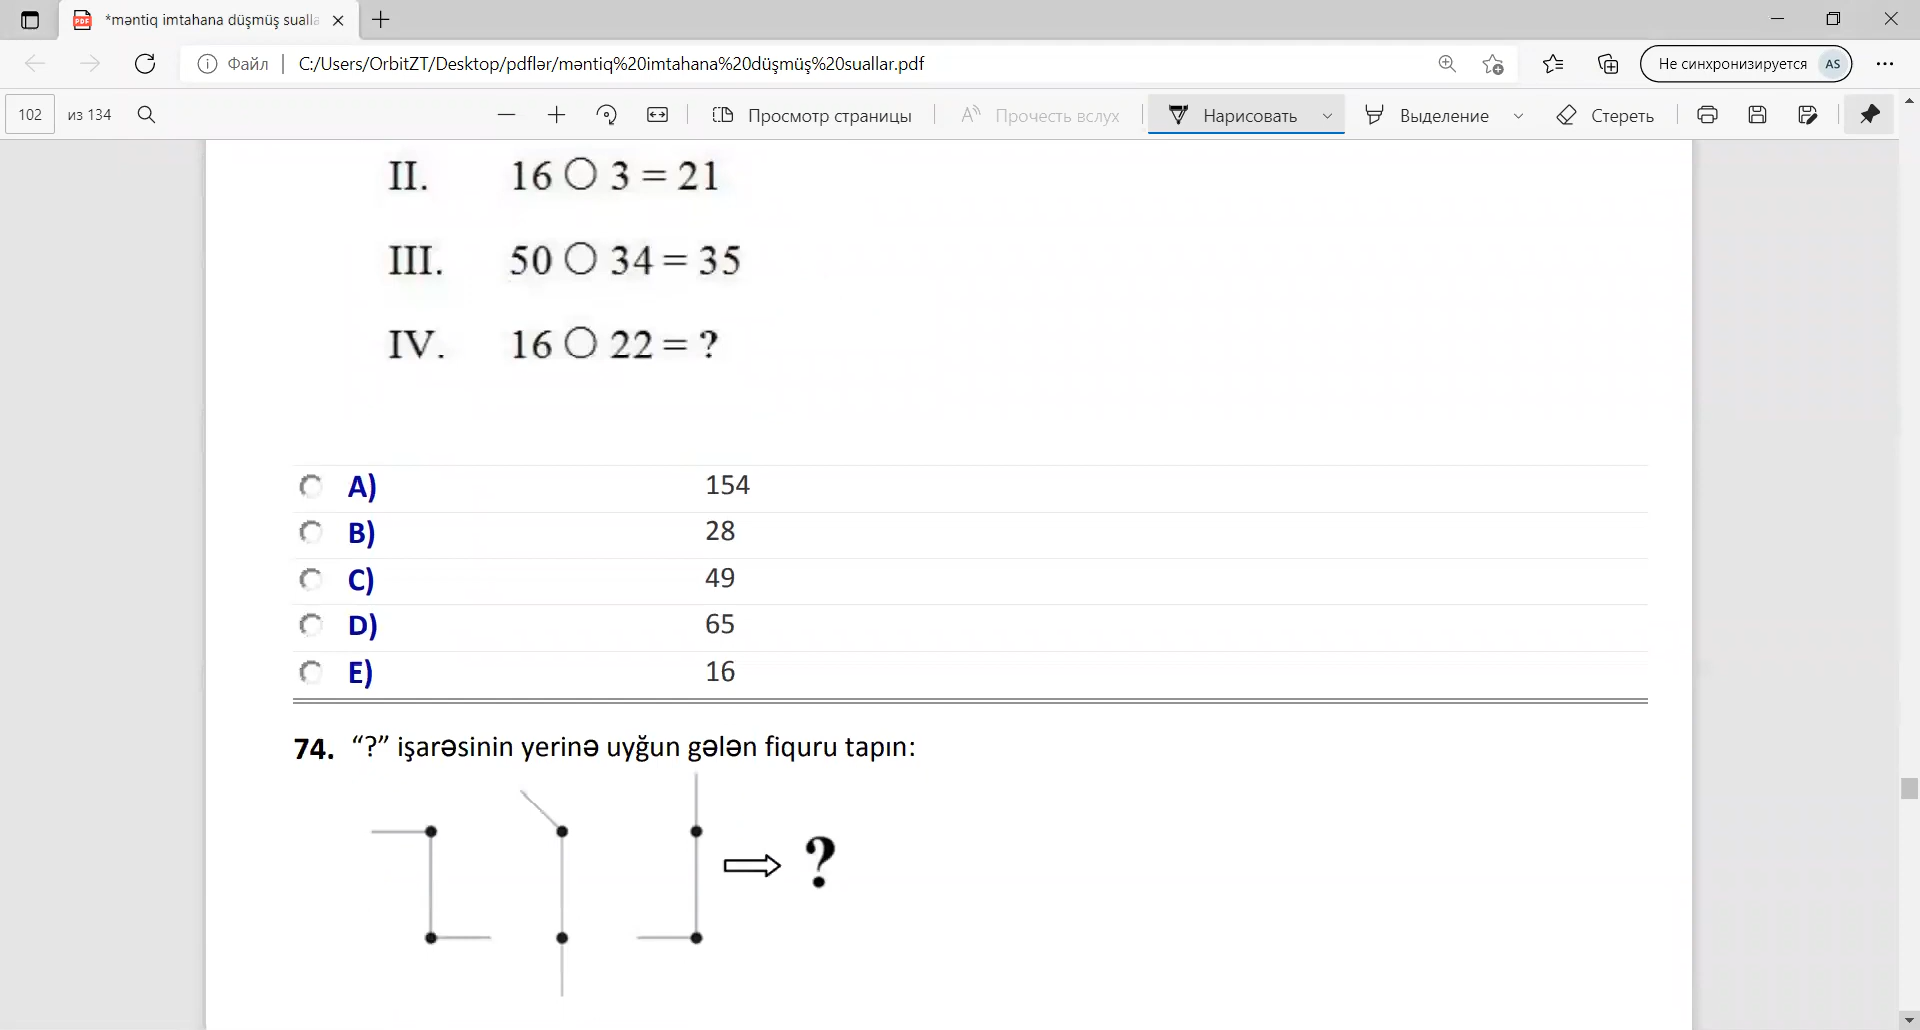 *məntiq imtahana düşmüş sualla
Файл
C:/Users/OrbitZT/Desktop/pdflər/məntiq%20imtahana%20düşmüş%20suallar.pdf
Не синхронизируется AS
102 из 134
Просмотр страницы
Прочесть вслух
Нарисовать
Выделение
Стереть
II. 16 ○ 3 = 21
III. 50 ○ 34 = 35
IV. 16 ○ 22 = ?
A) 154
B) 28
C) 49
D) 65
E) 16
74. “?” işarəsinin yerinə uyğun gələn fiquru tapın:
?